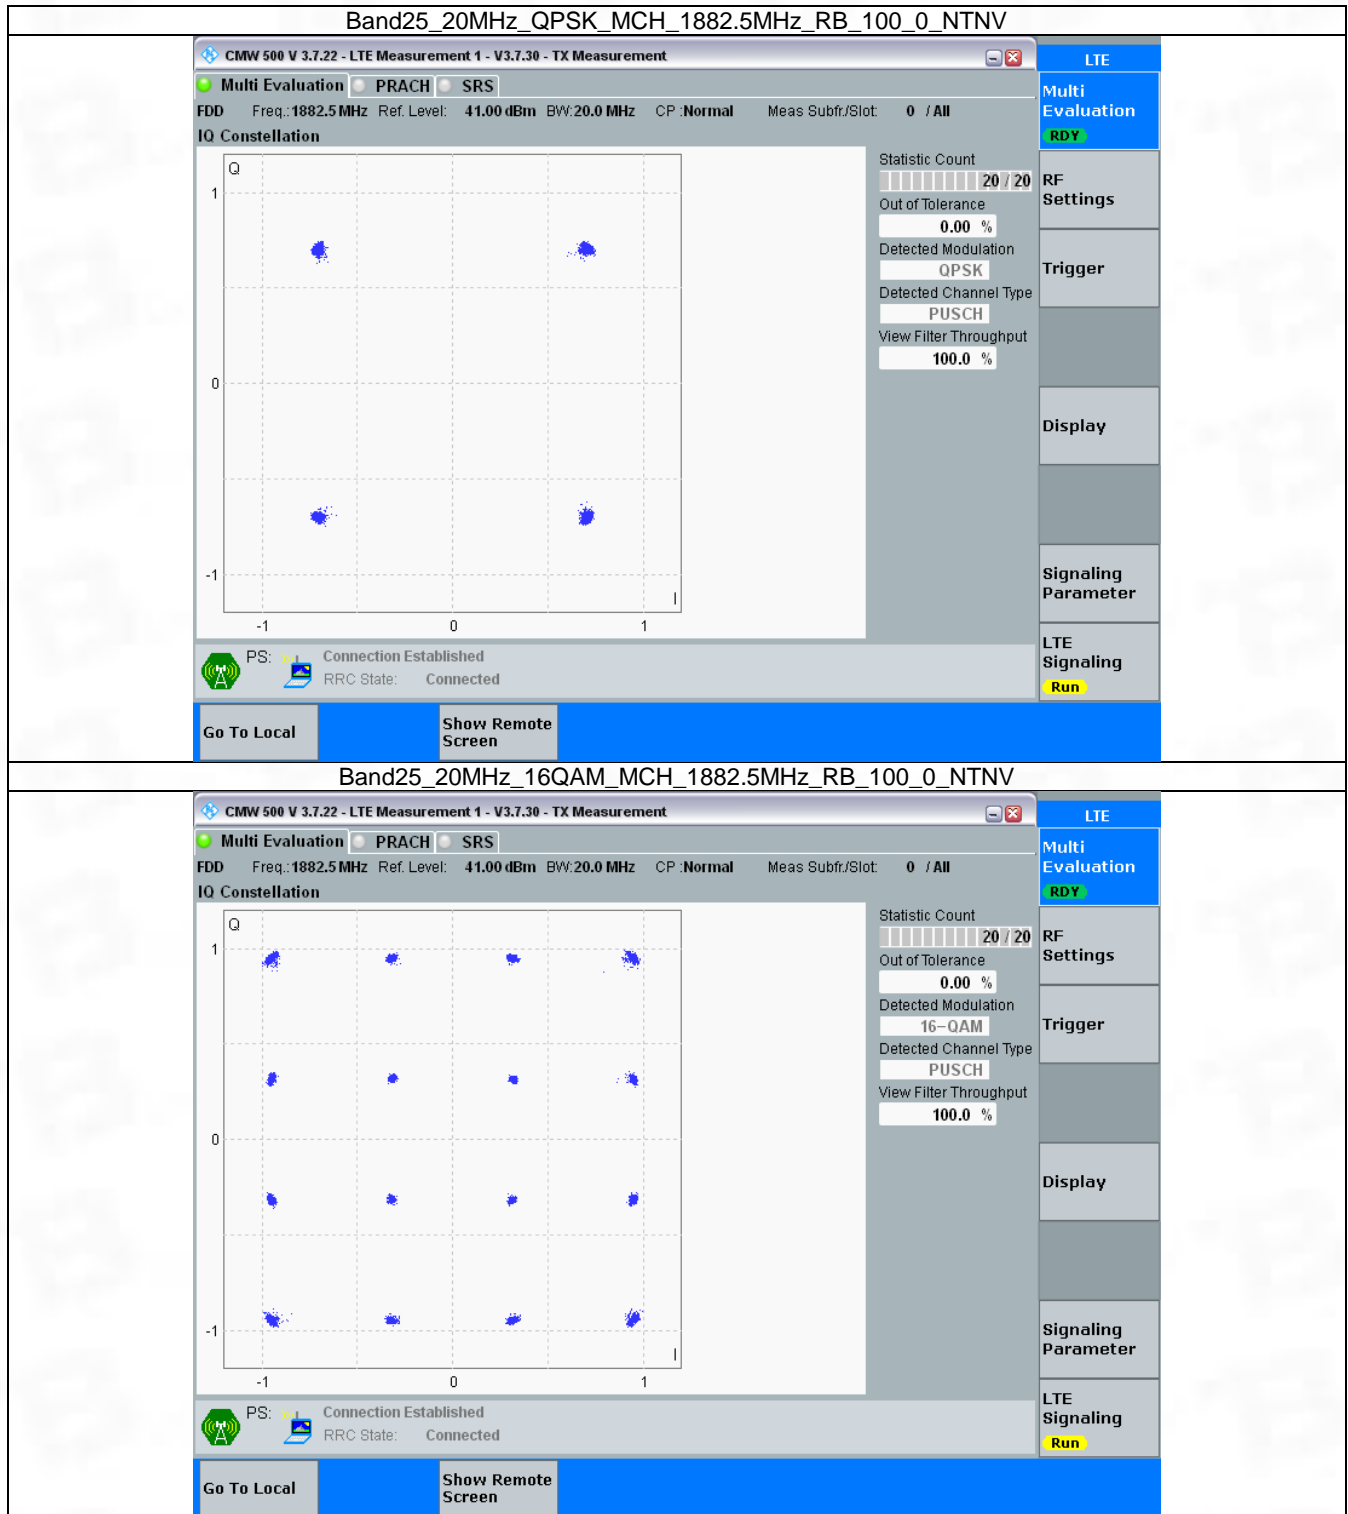 Band25_20MHz_QPSK_MCH_1882.5MHz_RB_100_0_NTNV
CMW 500 V 3.7.22 - LTE Measurement 1 - V3.7.30 - TX Measurement
LTE
Multi Evaluation PRACH SRS
Multi
Evaluation
RDY
FDD Freq.:1882.5 MHz Ref. Level: 41.00 dBm BW:20.0 MHz CP :Normal Meas Subfr./Slot: 0 / All
IQ Constellation
Q
1
0
-1
-1 0 1
I
Statistic Count
20 / 20
Out of Tolerance
0.00 %
Detected Modulation
QPSK
Detected Channel Type
PUSCH
View Filter Throughput
100.0 %
RF
Settings
Trigger
Display
Signaling
Parameter
LTE
Signaling
Run
PS: Connection Established
RRC State: Connected
Go To Local
Show Remote
Screen
Band25_20MHz_16QAM_MCH_1882.5MHz_RB_100_0_NTNV
CMW 500 V 3.7.22 - LTE Measurement 1 - V3.7.30 - TX Measurement
LTE
Multi Evaluation PRACH SRS
Multi
Evaluation
RDY
FDD Freq.:1882.5 MHz Ref. Level: 41.00 dBm BW:20.0 MHz CP :Normal Meas Subfr./Slot: 0 / All
IQ Constellation
Q
1
0
-1
-1 0 1
I
Statistic Count
20 / 20
Out of Tolerance
0.00 %
Detected Modulation
16-QAM
Detected Channel Type
PUSCH
View Filter Throughput
100.0 %
RF
Settings
Trigger
Display
Signaling
Parameter
LTE
Signaling
Run
PS: Connection Established
RRC State: Connected
Go To Local
Show Remote
Screen